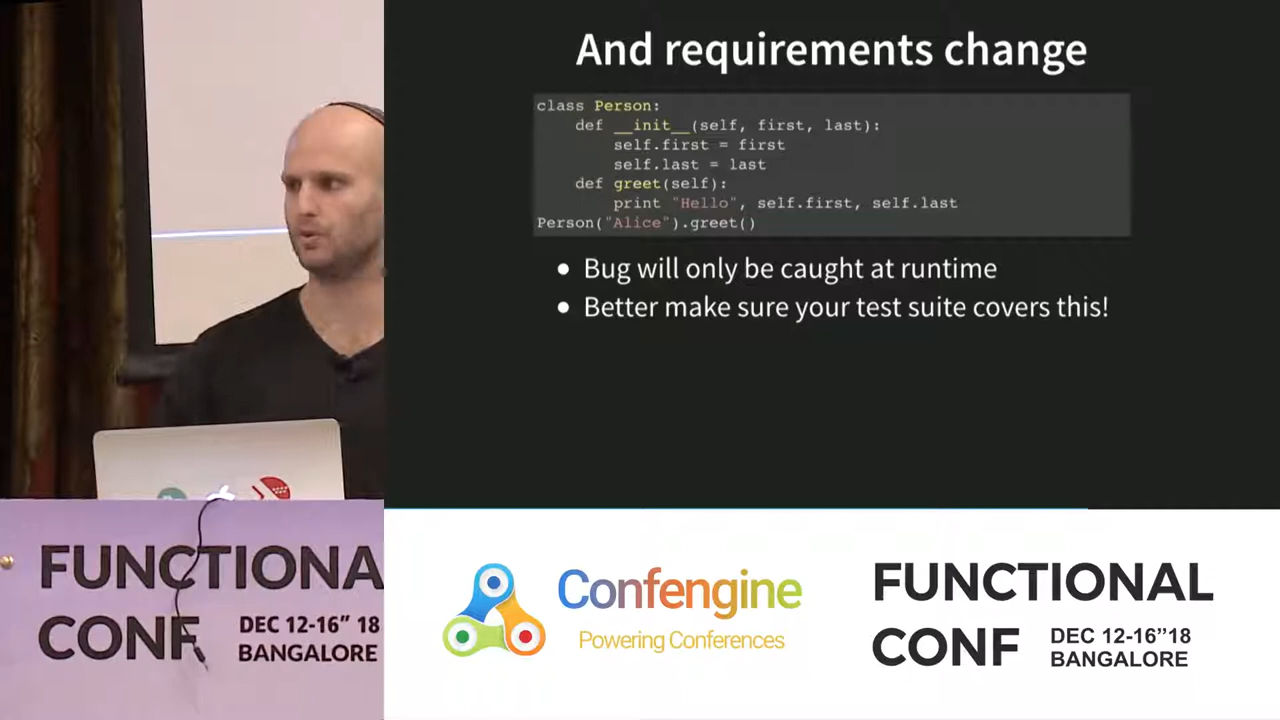 And requirements change
class Person:
    def __init__(self, first, last):
        self.first = first
        self.last = last
    def greet(self):
        print "Hello", self.first, self.last
Person("Alice").greet()
• Bug will only be caught at runtime
• Better make sure your test suite covers this!
FUNCTIONA
CONF
DEC 12-16" 18
BANGALORE
Confengine
Powering Conferences
FUNCTIONAL
CONF
DEC 12-16"18
BANGALORE